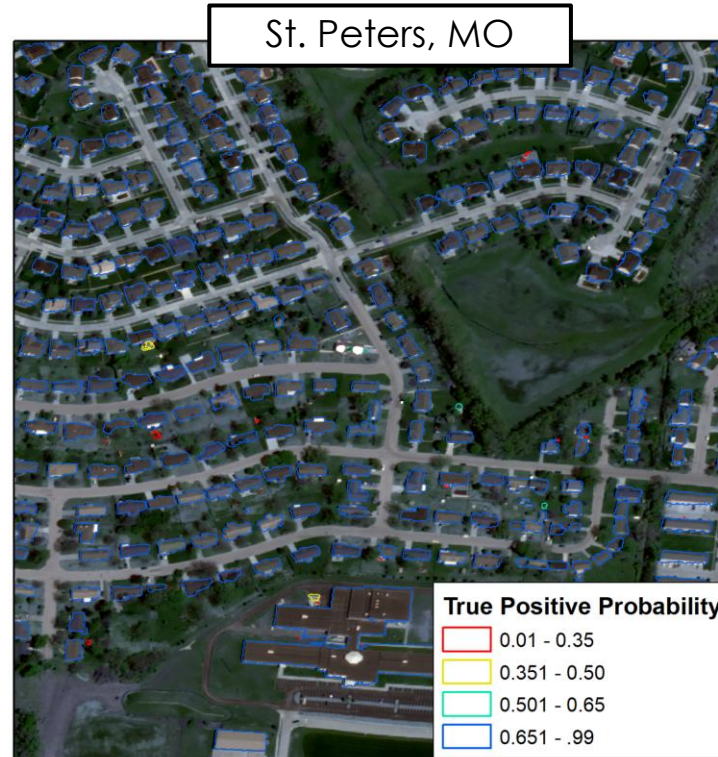 St. Peters, MO
True Positive Probability
0.01 - 0.35
0.351 - 0.50
0.501 - 0.65
0.651 - .99